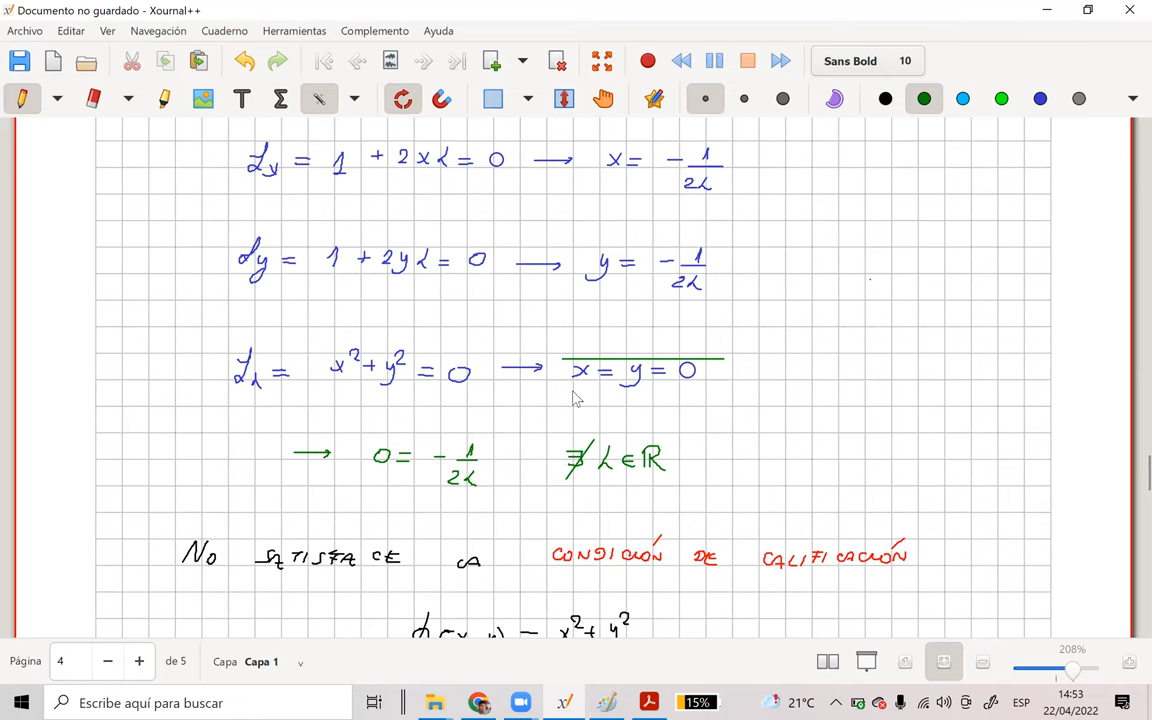 Documento no guardado - Xournal++
Archivo Editar Ver Navegación Cuaderno Herramientas Complemento Ayuda
Sans Bold 10
Ly = 1 + 2xλ = 0 → x = -1/2λ
Ly = 1 + 2yλ = 0 → y = -1/2λ
Lλ = x² + y² = 0 → x = y = 0
→ 0 = -1/2λ ∄ λ ∈ ℝ
NO SATISFACE LA CONDICIÓN DE CALIFICACIÓN
x² + y²
Página 4 de 5 Capa Capa 1
208%
Escribe aquí para buscar
15%
21°C
ESP
14:53
22/04/2022